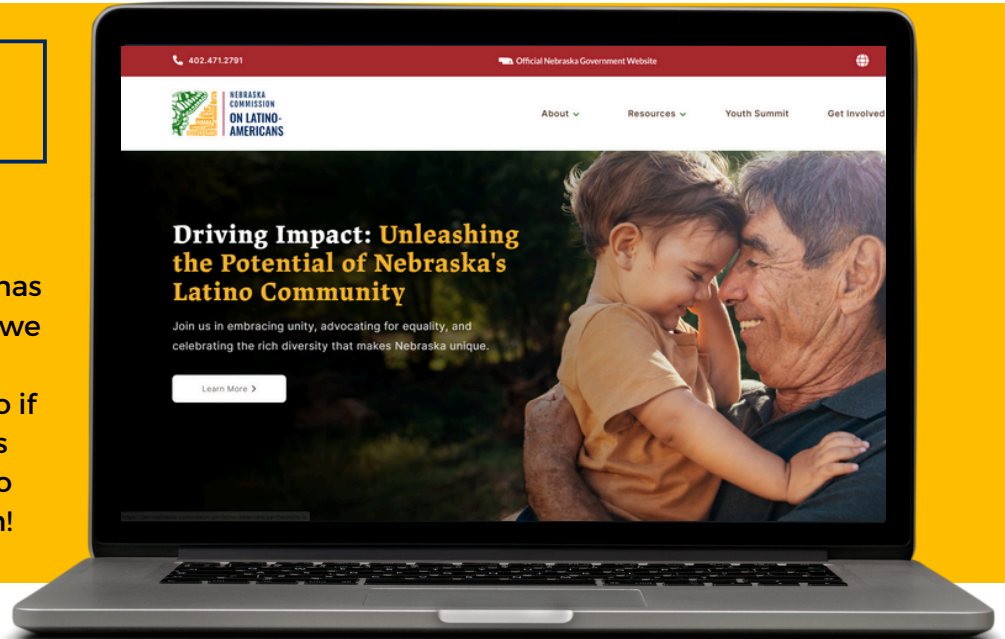 has
we
o if
s
o
n!
402.471.2791
Official Nebraska Government Website
NEBRASKA
COMMISSION
ON LATINO-
AMERICANS
About
Resources
Youth Summit
Get Involved
Driving Impact: Unleashing
the Potential of Nebraska's
Latino Community
Join us in embracing unity, advocating for equality, and
celebrating the rich diversity that makes Nebraska unique.
Learn More